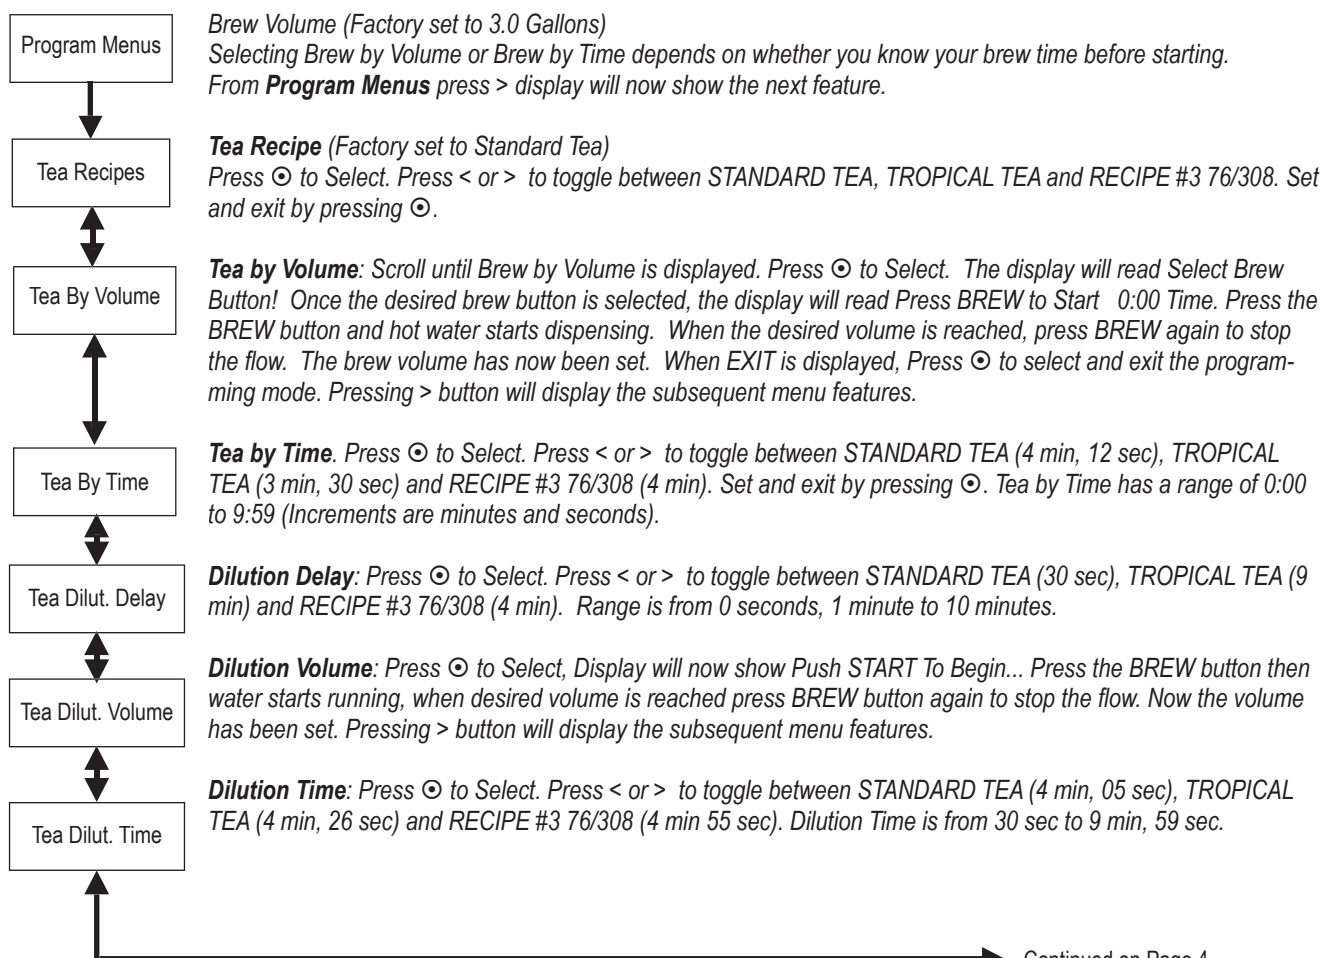 Program Menus
Brew Volume (Factory set to 3.0 Gallons)
Selecting Brew by Volume or Brew by Time depends on whether you know your brew time before starting.
From Program Menus press > display will now show the next feature.
Tea Recipes
Tea Recipe (Factory set to Standard Tea)
Press ⊙ to Select. Press < or > to toggle between STANDARD TEA, TROPICAL TEA and RECIPE #3 76/308. Set
and exit by pressing ⊙.
Tea By Volume
Tea by Volume: Scroll until Brew by Volume is displayed. Press ⊙ to Select. The display will read Select Brew
Button! Once the desired brew button is selected, the display will read Press BREW to Start 0:00 Time. Press the
BREW button and hot water starts dispensing. When the desired volume is reached, press BREW again to stop
the flow. The brew volume has now been set. When EXIT is displayed, Press ⊙ to select and exit the program-
ming mode. Pressing > button will display the subsequent menu features.
Tea By Time
Tea by Time. Press ⊙ to Select. Press < or > to toggle between STANDARD TEA (4 min, 12 sec), TROPICAL
TEA (3 min, 30 sec) and RECIPE #3 76/308 (4 min). Set and exit by pressing ⊙. Tea by Time has a range of 0:00
to 9:59 (Increments are minutes and seconds).
Tea Dilut. Delay
Dilution Delay: Press ⊙ to Select. Press < or > to toggle between STANDARD TEA (30 sec), TROPICAL TEA (9
min) and RECIPE #3 76/308 (4 min). Range is from 0 seconds, 1 minute to 10 minutes.
Tea Dilut. Volume
Dilution Volume: Press ⊙ to Select, Display will now show Push START To Begin... Press the BREW button then
water starts running, when desired volume is reached press BREW button again to stop the flow. Now the volume
has been set. Pressing > button will display the subsequent menu features.
Tea Dilut. Time
Dilution Time: Press ⊙ to Select. Press < or > to toggle between STANDARD TEA (4 min, 05 sec), TROPICAL
TEA (4 min, 26 sec) and RECIPE #3 76/308 (4 min 55 sec). Dilution Time is from 30 sec to 9 min, 59 sec.
Continued on Page 4